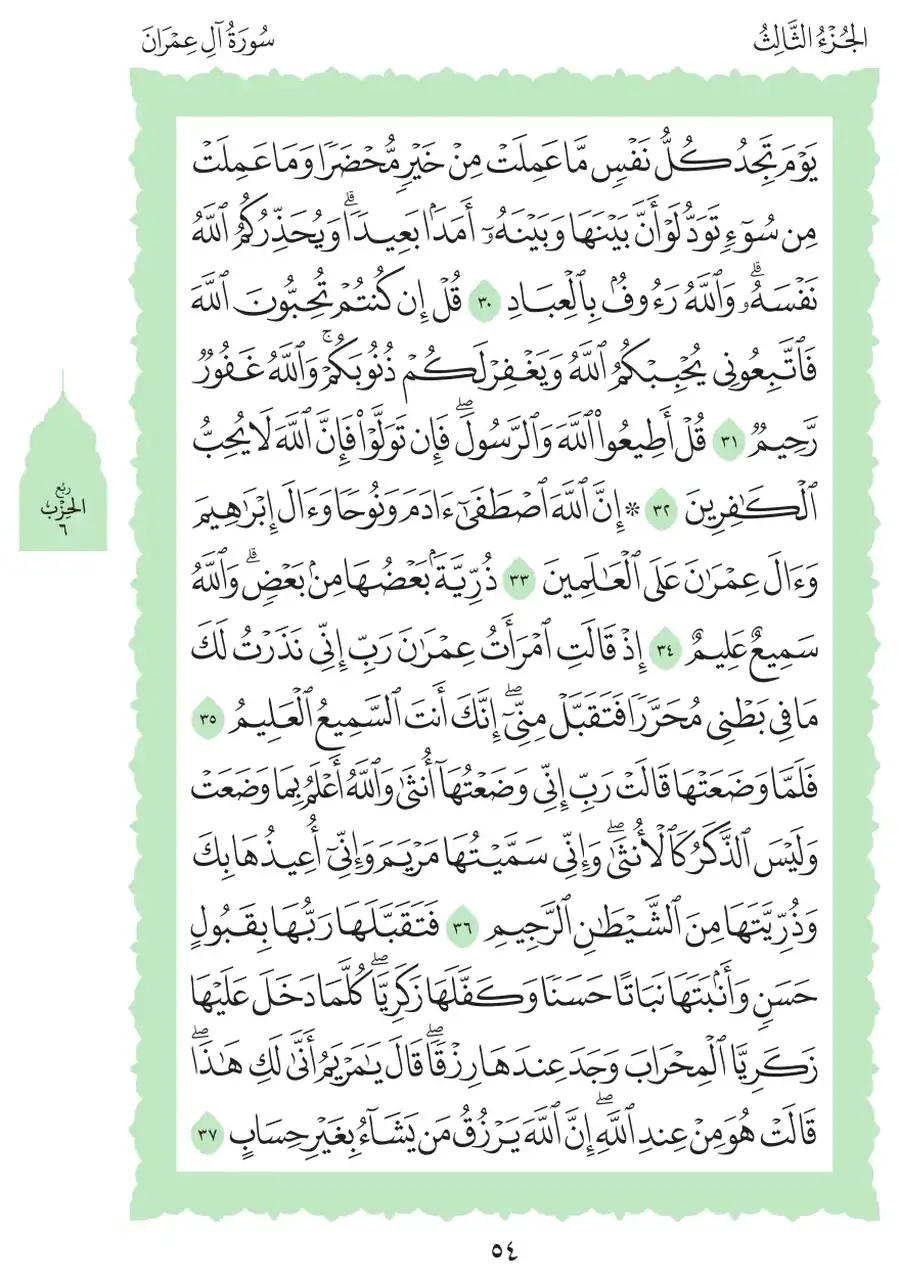 الجُزْءُ الثَّالِثُ
سُورَةُ آلِ عِمْرَانَ
يَوْمَ تَجِدُ كُلُّ نَفْسٖ مَّا عَمِلَتْ مِنْ خَيْرٖ مُّحْضَرٗا وَمَا عَمِلَتْ
مِن سُوٓءٖ تَوَدُّ لَوْ أَنَّ بَيْنَهَا وَبَيْنَهُۥٓ أَمَدَۢا بَعِيدٗاۗ وَيُحَذِّرُكُمُ ٱللَّهُ
نَفْسَهُۥۗ وَٱللَّهُ رَءُوفُۢ بِٱلْعِبَادِ ٣٠ قُلْ إِن كُنتُمْ تُحِبُّونَ ٱللَّهَ
فَٱتَّبِعُونِي يُحْبِبْكُمُ ٱللَّهُ وَيَغْفِرْ لَكُمْ ذُنُوبَكُمْۚ وَٱللَّهُ غَفُورٞ
رَّحِيمٞ ٣١ قُلْ أَطِيعُواْ ٱللَّهَ وَٱلرَّسُولَۖ فَإِن تَوَلَّوْاْ فَإِنَّ ٱللَّهَ لَا يُحِبُّ
ٱلْكَٰفِرِينَ ٣٢ ۞إِنَّ ٱللَّهَ ٱصْطَفَىٰٓ ءَادَمَ وَنُوحٗا وَءَالَ إِبْرَٰهِيمَ
وَءَالَ عِمْرَٰنَ عَلَى ٱلْعَٰلَمِينَ ٣٣ ذُرِّيَّةَۢ بَعْضُهَا مِنۢ بَعْضٖۗ وَٱللَّهُ
سَمِيعٌ عَلِيمٌ ٣٤ إِذْ قَالَتِ ٱمْرَأَتُ عِمْرَٰنَ رَبِّ إِنِّي نَذَرْتُ لَكَ
مَا فِي بَطْنِي مُحَرَّرٗا فَتَقَبَّلْ مِنِّيٓۖ إِنَّكَ أَنتَ ٱلسَّمِيعُ ٱلْعَلِيمُ ٣٥
فَلَمَّا وَضَعَتْهَا قَالَتْ رَبِّ إِنِّي وَضَعْتُهَآ أُنثَىٰ وَٱللَّهُ أَعْلَمُ بِمَا وَضَعَتْ
وَلَيْسَ ٱلذَّكَرُ كَٱلْأُنثَىٰۖ وَإِنِّي سَمَّيْتُهَا مَرْيَمَ وَإِنِّيٓ أُعِيذُهَا بِكَ
وَذُرِّيَّتَهَا مِنَ ٱلشَّيْطَٰنِ ٱلرَّجِيمِ ٣٦ فَتَقَبَّلَهَا رَبُّهَا بِقَبُولٍ
حَسَنٖ وَأَنۢبَتَهَا نَبَاتًا حَسَنٗا وَكَفَّلَهَا زَكَرِيَّاۖ كُلَّمَا دَخَلَ عَلَيْهَا
زَكَرِيَّا ٱلْمِحْرَابَ وَجَدَ عِندَهَا رِزْقٗاۖ قَالَ يَٰمَرْيَمُ أَنَّىٰ لَكِ هَٰذَاۖ
قَالَتْ هُوَ مِنْ عِندِ ٱللَّهِۖ إِنَّ ٱللَّهَ يَرْزُقُ مَن يَشَآءُ بِغَيْرِ حِسَابٍ ٣٧
رُبْعُ
الحِزْب
٦
٥٤